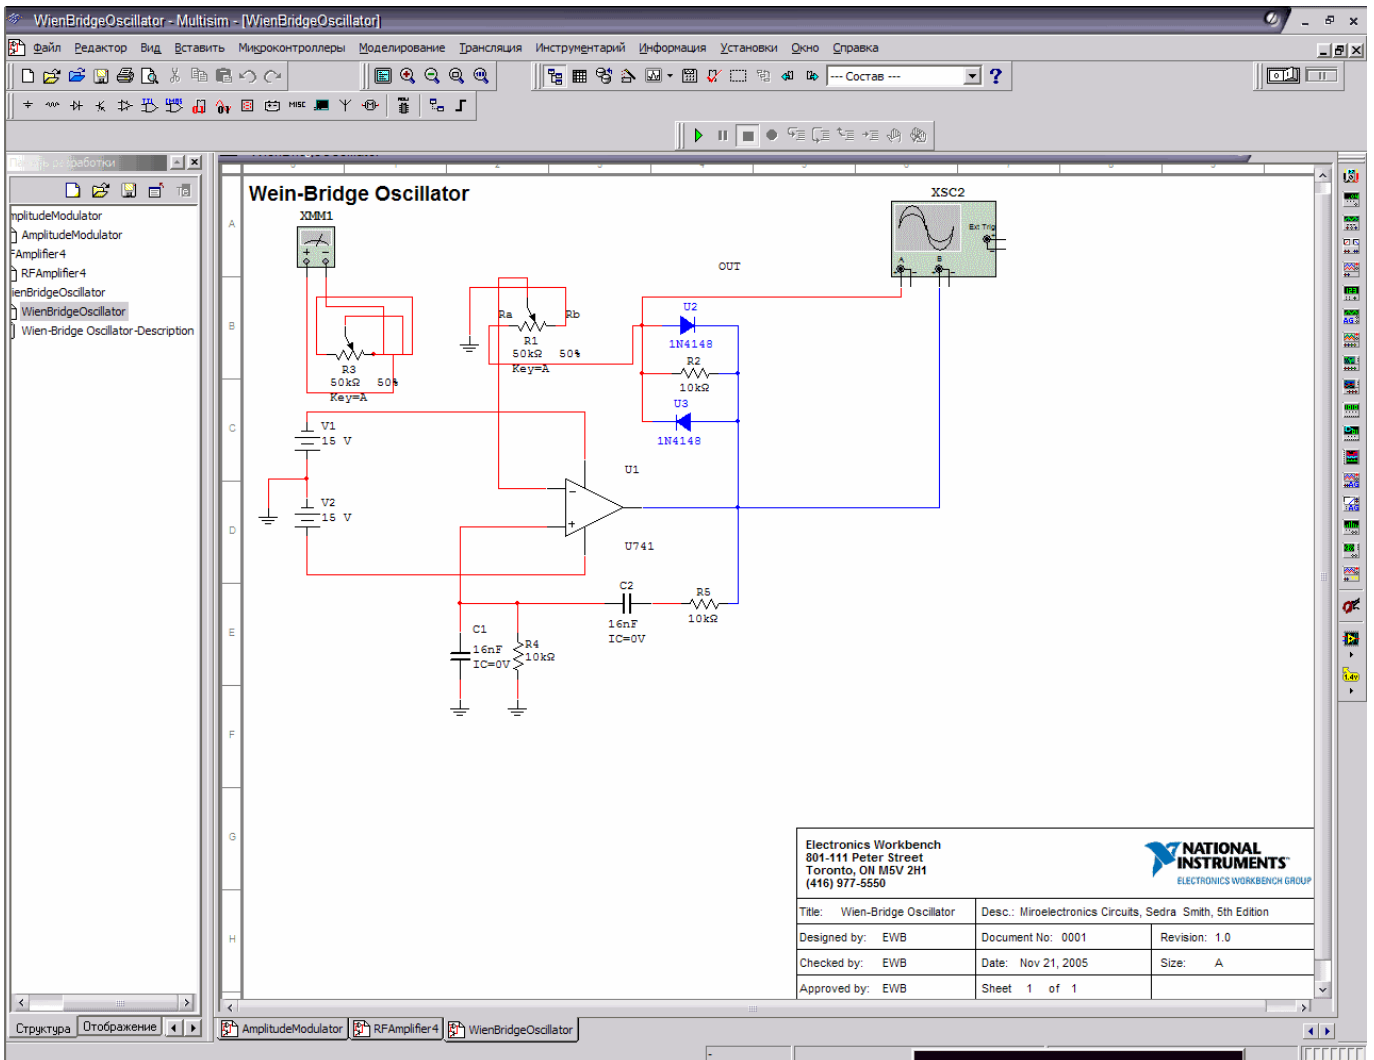 WienBridgeOscillator - Multisim - [WienBridgeOscillator]
Файл Редактор Вид Вставить Микроконтроллеры Моделирование Трансляция Инструментарий Информация Установки Окно Справка
--- Состав ---
MISC
Wein-Bridge Oscillator
XMM1
XSC2
Ext Trig
A B
OUT
mplitudeModulator
AmplitudeModulator
FAmplifier4
RFAmplifier4
ienBridgeOscillator
WienBridgeOscillator
Wien-Bridge Oscillator-Description
Ra Rb
R1
50kΩ 50%
Key=A
R3
50kΩ 50%
Key=A
U2
1N4148
R2
10kΩ
U3
1N4148
V1
15 V
V2
15 V
U1
U741
C2
16nF
IC=0V
R5
10kΩ
C1
16nF
IC=0V
R4
10kΩ
A
B
C
D
E
F
G
H
Electronics Workbench
801-111 Peter Street
Toronto, ON M5V 2H1
(416) 977-5550
NATIONAL
INSTRUMENTS
ELECTRONICS WORKBENCH GROUP
Title: Wien-Bridge Oscillator Desc.: Miroelectronics Circuits, Sedra Smith, 5th Edition
Designed by: EWB Document No: 0001 Revision: 1.0
Checked by: EWB Date: Nov 21, 2005 Size: A
Approved by: EWB Sheet 1 of 1
Структура Отображение
AmplitudeModulator RFAmplifier4 WienBridgeOscillator